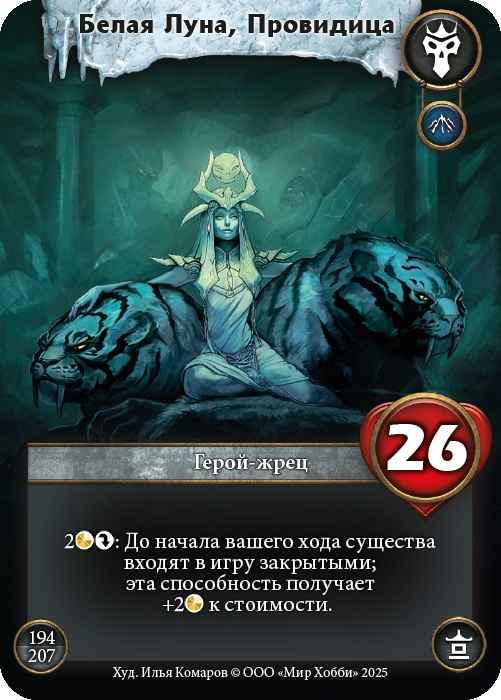 Белая Луна, Провидица
26
Герой-жрец
2: До начала вашего хода существа
входят в игру закрытыми;
эта способность получает
+2 к стоимости.
194
207
Худ. Илья Комаров © ООО «Мир Хобби» 2025